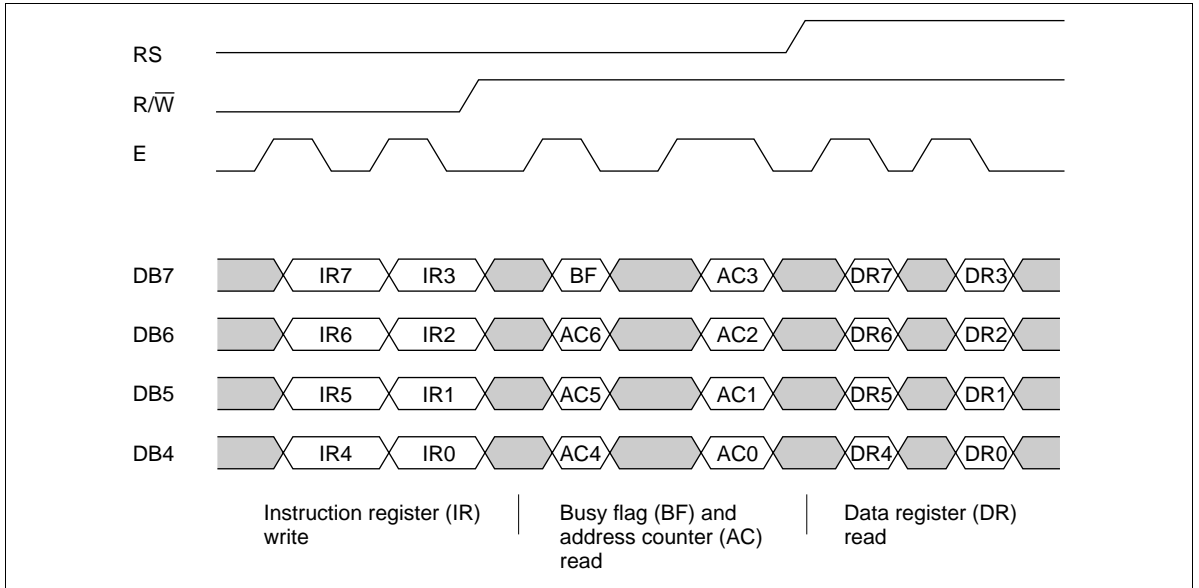 RS
R/W̅
E
DB7 IR7 IR3 BF AC3 DR7 DR3
DB6 IR6 IR2 AC6 AC2 DR6 DR2
DB5 IR5 IR1 AC5 AC1 DR5 DR1
DB4 IR4 IR0 AC4 AC0 DR4 DR0
Instruction register (IR)
write
Busy flag (BF) and
address counter (AC)
read
Data register (DR)
read